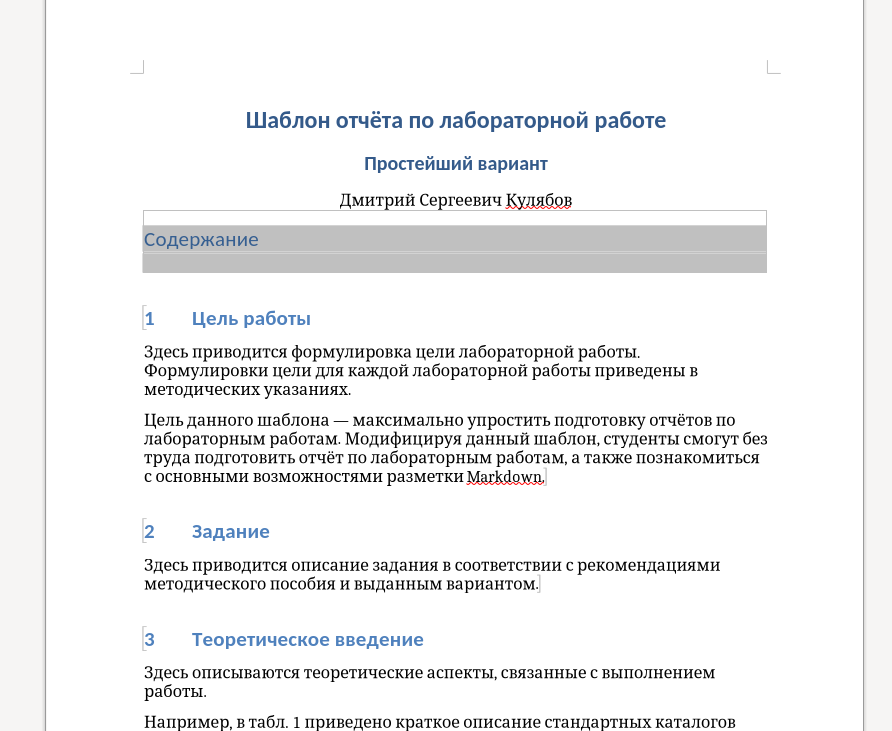 Шаблон отчёта по лабораторной работе
Простейший вариант
Дмитрий Сергеевич Кулябов
Содержание
1 Цель работы
Здесь приводится формулировка цели лабораторной работы.
Формулировки цели для каждой лабораторной работы приведены в
методических указаниях.
Цель данного шаблона — максимально упростить подготовку отчётов по
лабораторным работам. Модифицируя данный шаблон, студенты смогут без
труда подготовить отчёт по лабораторным работам, а также познакомиться
с основными возможностями разметки Markdown.
2 Задание
Здесь приводится описание задания в соответствии с рекомендациями
методического пособия и выданным вариантом.
3 Теоретическое введение
Здесь описываются теоретические аспекты, связанные с выполнением
работы.
Например, в табл. 1 приведено краткое описание стандартных каталогов